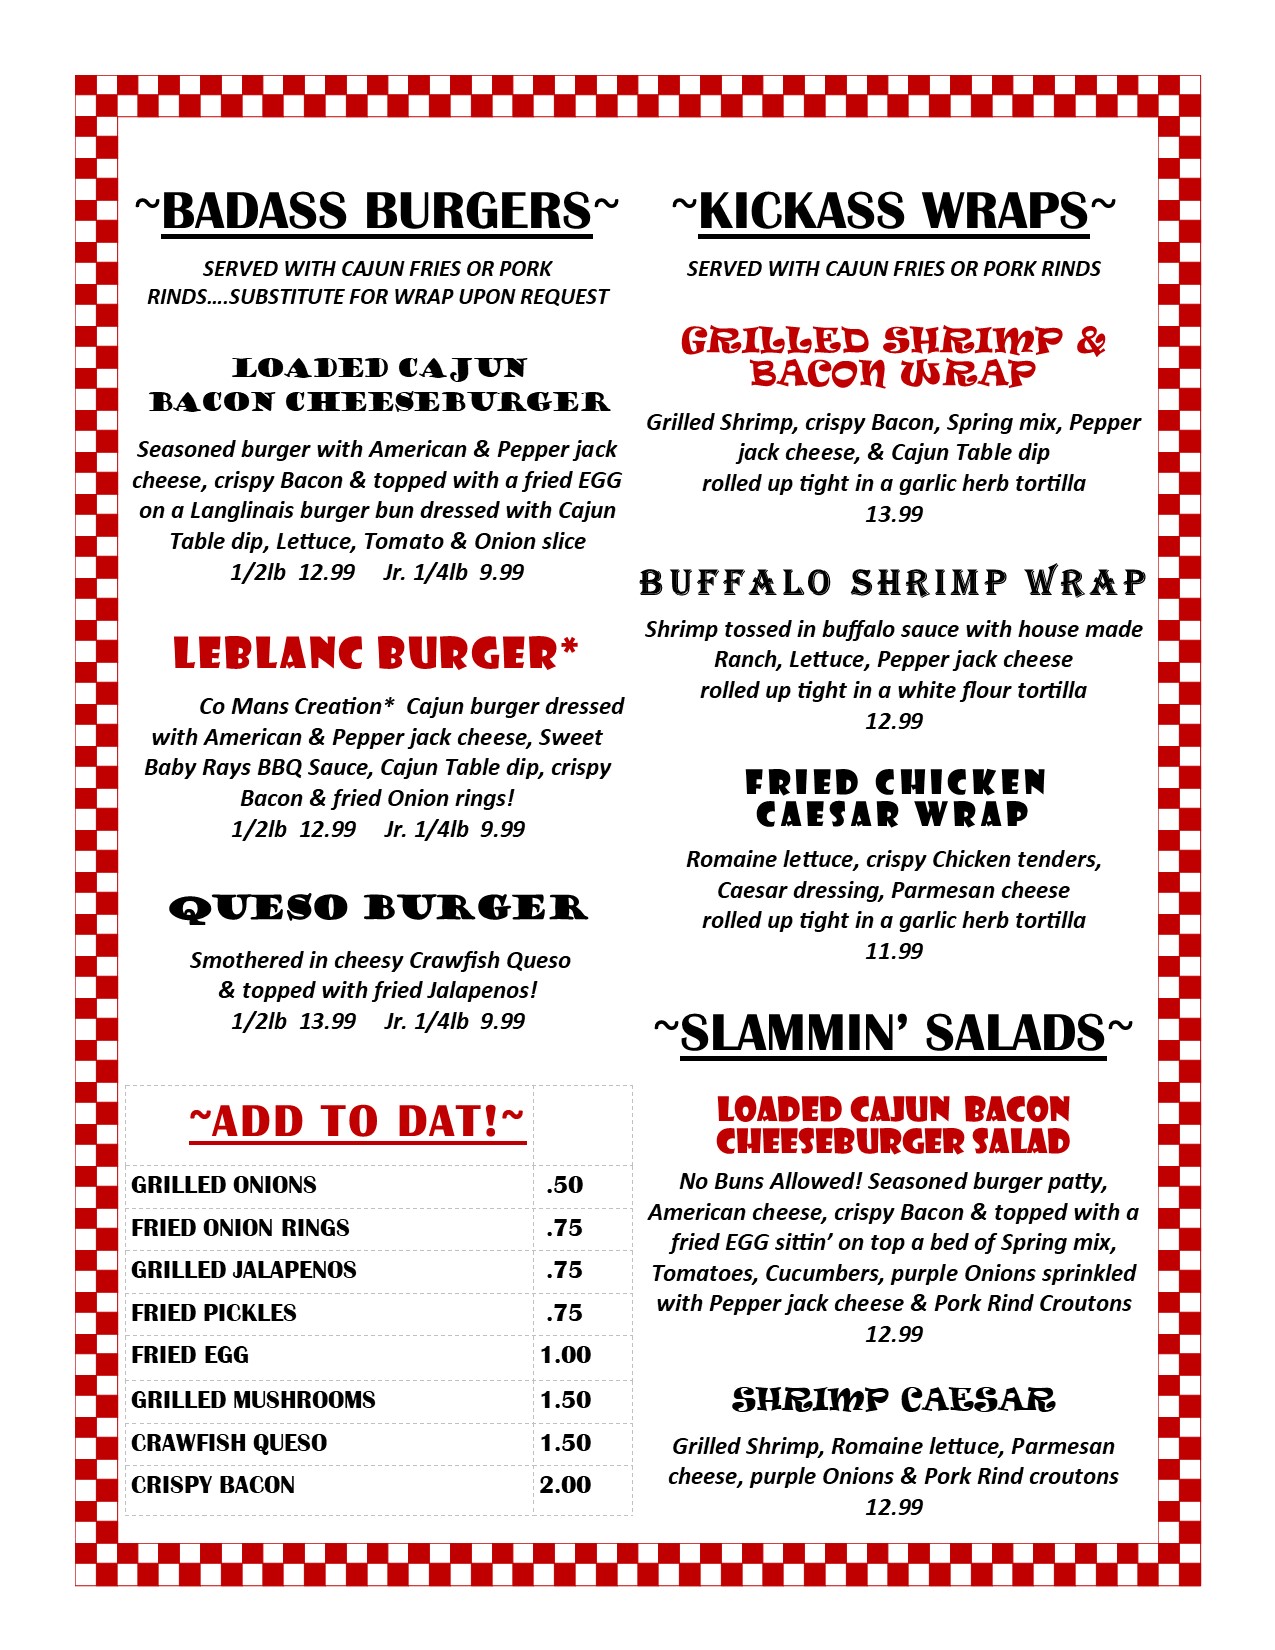 ~BADASS BURGERS~
SERVED WITH CAJUN FRIES OR PORK
RINDS....SUBSTITUTE FOR WRAP UPON REQUEST
LOADED CAJUN
BACON CHEESEBURGER
Seasoned burger with American & Pepper jack
cheese, crispy Bacon & topped with a fried EGG
on a Langlinais burger bun dressed with Cajun
Table dip, Lettuce, Tomato & Onion slice
1/2lb 12.99 Jr. 1/4lb 9.99
LEBLANC BURGER*
Co Mans Creation* Cajun burger dressed
with American & Pepper jack cheese, Sweet
Baby Rays BBQ Sauce, Cajun Table dip, crispy
Bacon & fried Onion rings!
1/2lb 12.99 Jr. 1/4lb 9.99
QUESO BURGER
Smothered in cheesy Crawfish Queso
& topped with fried Jalapenos!
1/2lb 13.99 Jr. 1/4lb 9.99
~ADD TO DAT!~
GRILLED ONIONS .50
FRIED ONION RINGS .75
GRILLED JALAPENOS .75
FRIED PICKLES .75
FRIED EGG 1.00
GRILLED MUSHROOMS 1.50
CRAWFISH QUESO 1.50
CRISPY BACON 2.00
~KICKASS WRAPS~
SERVED WITH CAJUN FRIES OR PORK RINDS
GRILLED SHRIMP &
BACON WRAP
Grilled Shrimp, crispy Bacon, Spring mix, Pepper
jack cheese, & Cajun Table dip
rolled up tight in a garlic herb tortilla
13.99
BUFFALO SHRIMP WRAP
Shrimp tossed in buffalo sauce with house made
Ranch, Lettuce, Pepper jack cheese
rolled up tight in a white flour tortilla
12.99
FRIED CHICKEN
CAESAR WRAP
Romaine lettuce, crispy Chicken tenders,
Caesar dressing, Parmesan cheese
rolled up tight in a garlic herb tortilla
11.99
~SLAMMIN’ SALADS~
LOADED CAJUN BACON
CHEESEBURGER SALAD
No Buns Allowed! Seasoned burger patty,
American cheese, crispy Bacon & topped with a
fried EGG sittin’ on top a bed of Spring mix,
Tomatoes, Cucumbers, purple Onions sprinkled
with Pepper jack cheese & Pork Rind Croutons
12.99
SHRIMP CAESAR
Grilled Shrimp, Romaine lettuce, Parmesan
cheese, purple Onions & Pork Rind croutons
12.99